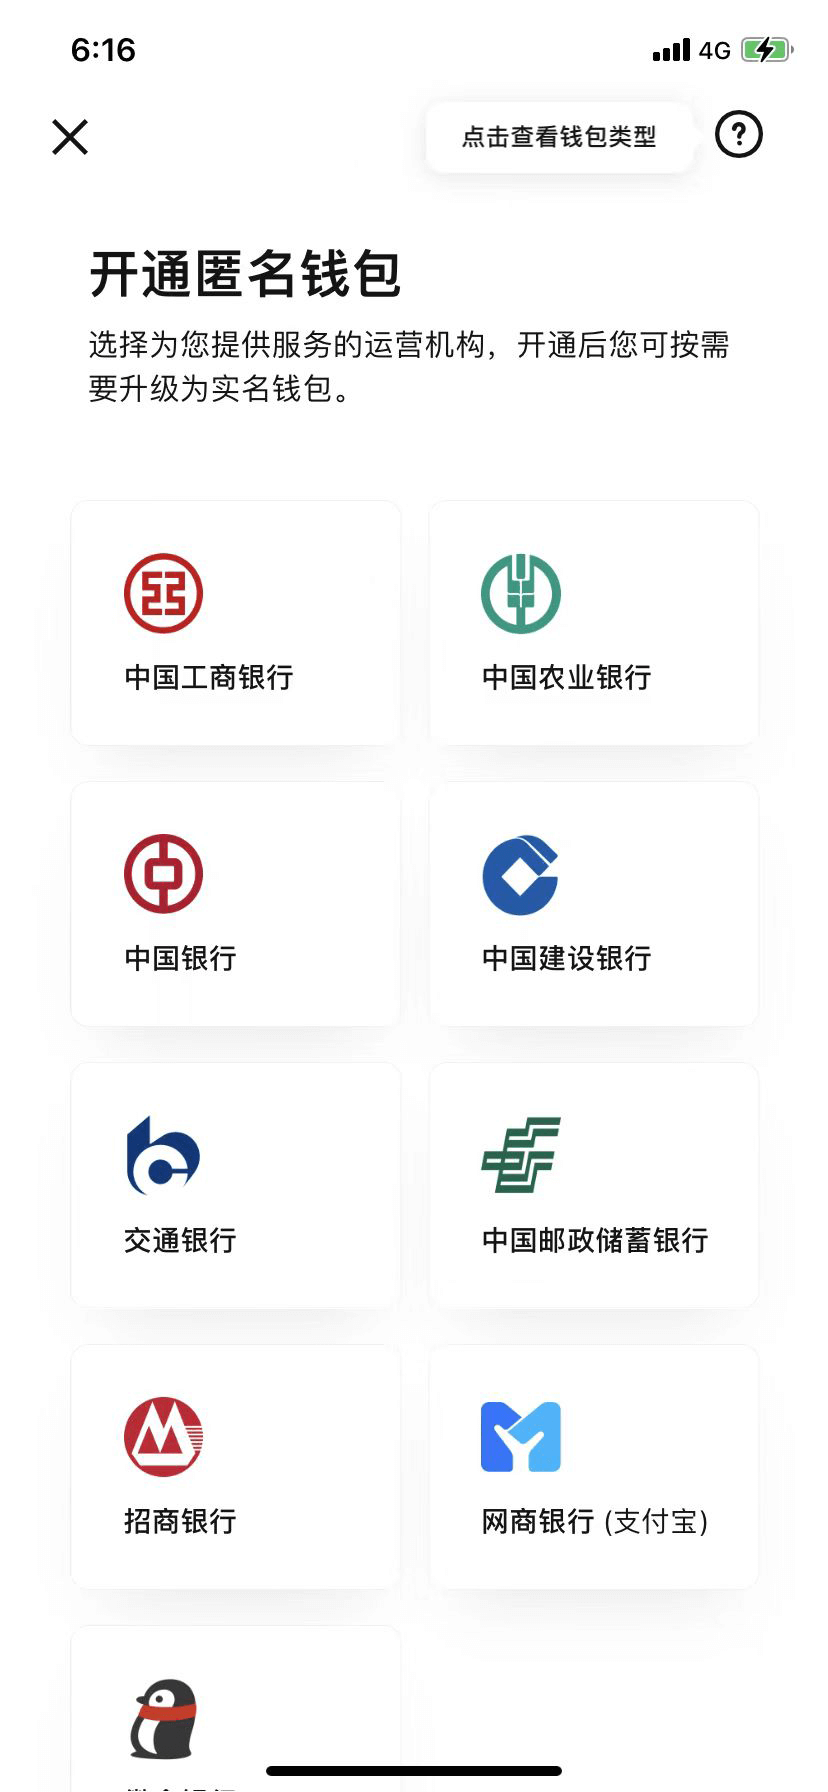 6:16
4G
点击查看钱包类型
?
开通匿名钱包
选择为您提供服务的运营机构，开通后您可按需
要升级为实名钱包。
中国工商银行
中国农业银行
中国银行
中国建设银行
交通银行
中国邮政储蓄银行
招商银行
网商银行 (支付宝)